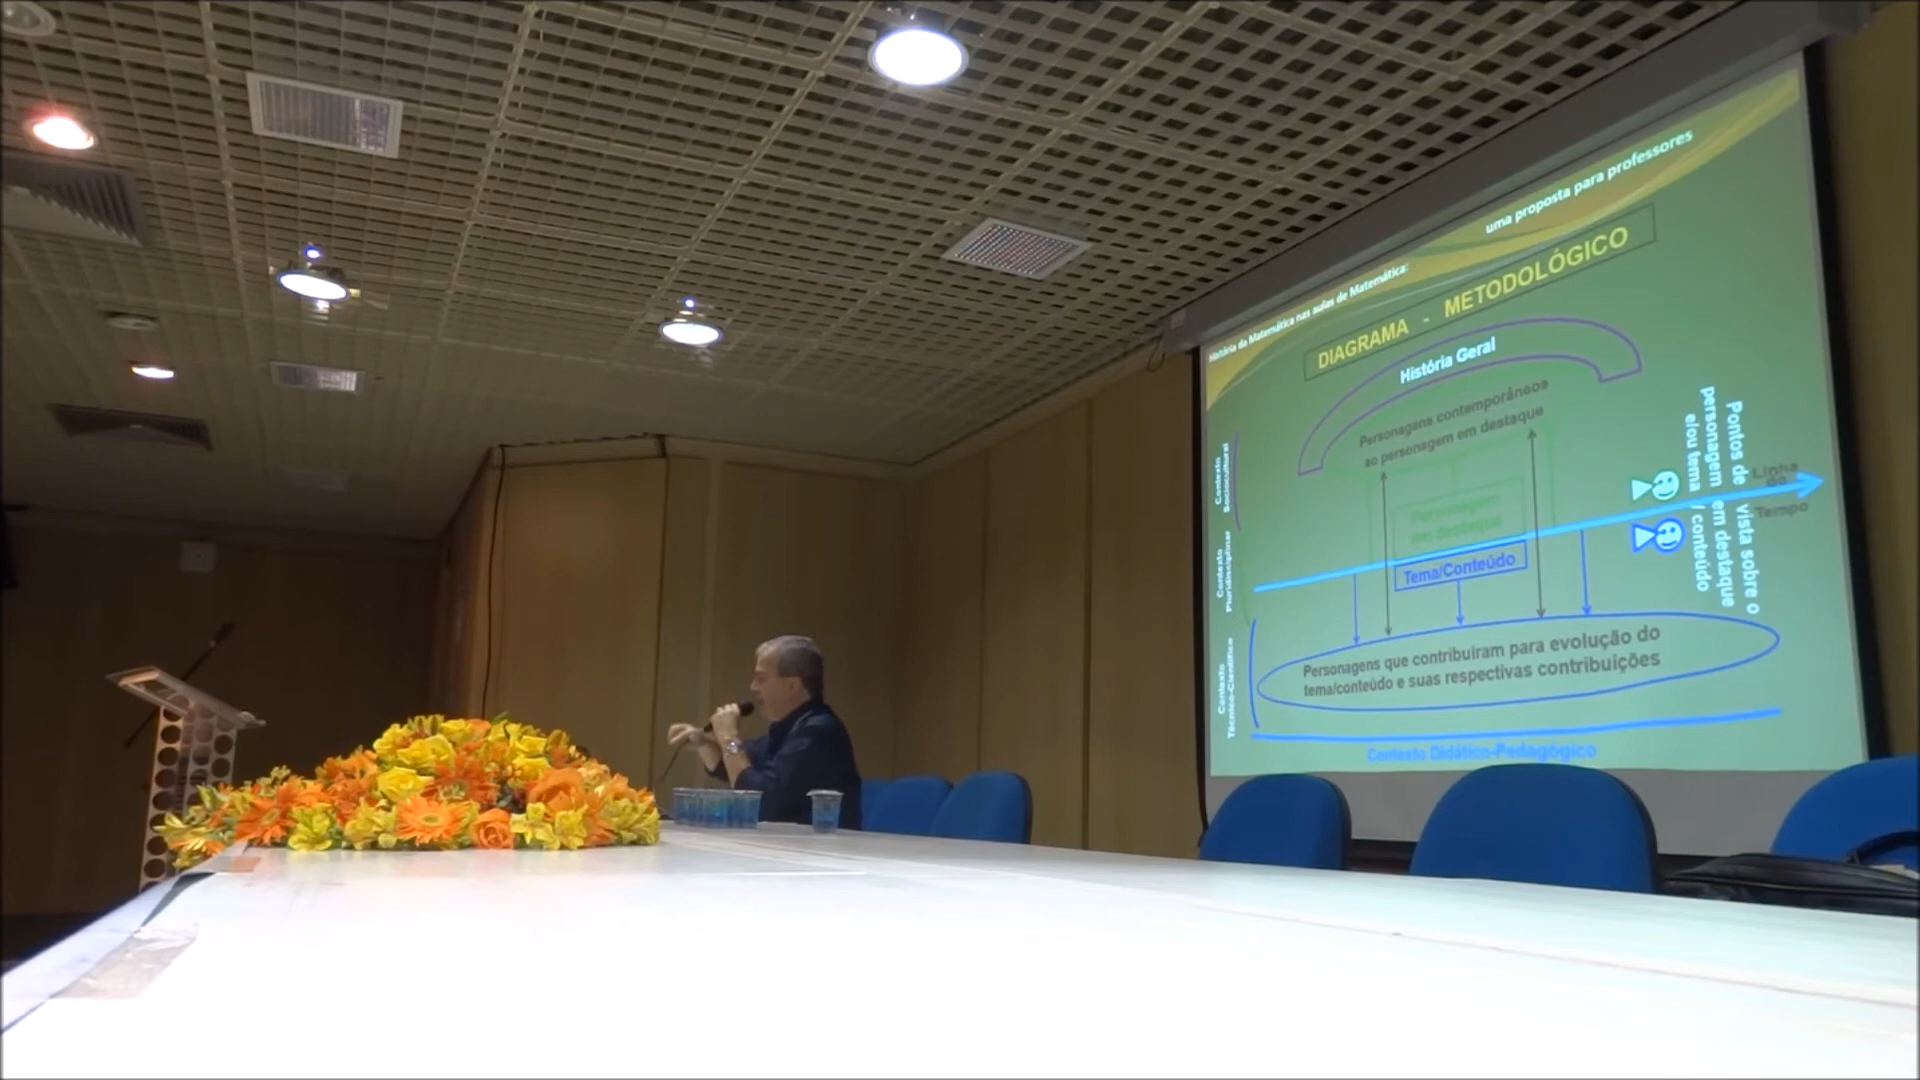 História da Matemática nas aulas de Matemática:
uma proposta para professores
DIAGRAMA - METODOLÓGICO
História Geral
Personagens contemporâneos
ao personagem em destaque
Personagem
em destaque
Tema/Conteúdo
Linha
do
Tempo
Pontos de vista sobre o
personagem em destaque
e/ou tema / conteúdo
Contexto
Sociocultural
Contexto
Pluridisciplinar
Contexto
Técnico-Científico
Personagens que contribuíram para evolução do
tema/conteúdo e suas respectivas contribuições
Contexto Didático-Pedagógico